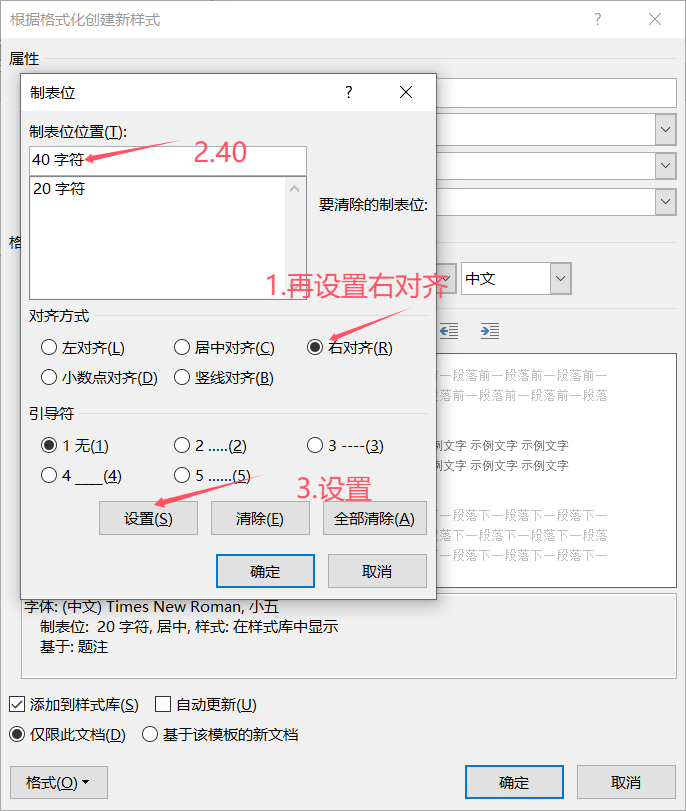 根据格式化创建新样式
属性
制表位
制表位位置(T):
40 字符
2.40
20 字符
要清除的制表位:
格
1.再设置右对齐
中文
对齐方式
左对齐(L) 居中对齐(C) 右对齐(R)
小数点对齐(D) 竖线对齐(B)
前一段落前一段落前一段落前一
前一段落前一段落前一段落
引导符
1 无(1) 2 .....(2) 3 ----(3)
4 ____(4) 5 ......(5)
例文字 示例文字 示例文字
例文字 示例文字 示例文字
3.设置
设置(S) 清除(E) 全部清除(A)
一段落下一段落下一段落下一
一段落下一段落下一段落下一
一段落下一段落下一段落下一
确定 取消
字体: (中文) Times New Roman, 小五
制表位: 20 字符, 居中, 样式: 在样式库中显示
基于: 题注
添加到样式库(S) 自动更新(U)
仅限此文档(D) 基于该模板的新文档
格式(O) 确定 取消